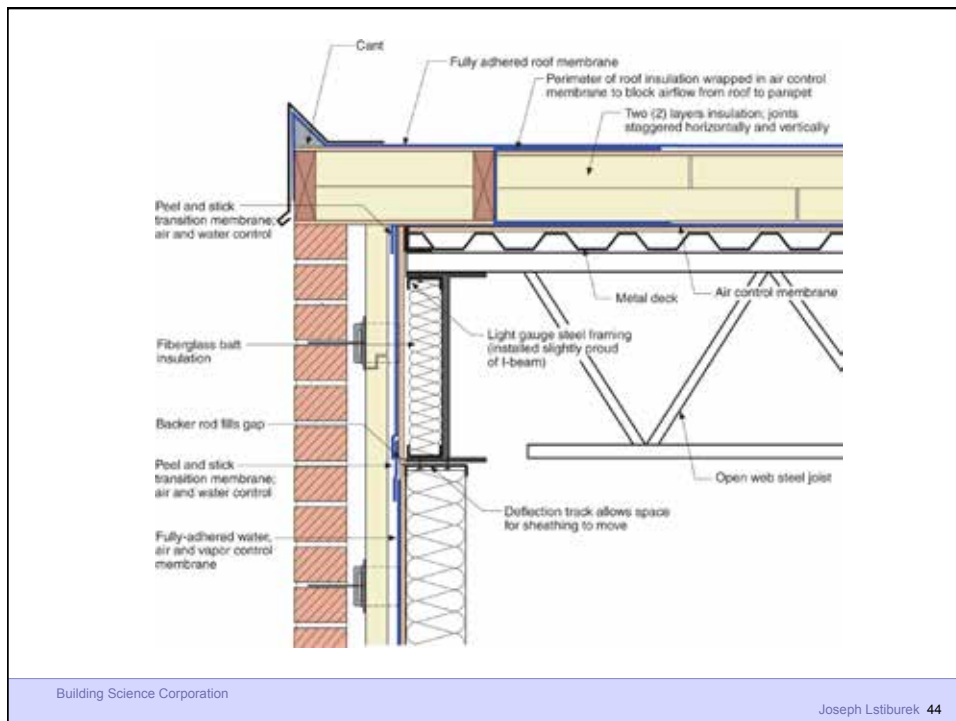 Cant
Fully adhered roof membrane
Perimeter of roof insulation wrapped in air control
membrane to block airflow from roof to parapet
Two (2) layers insulation; joints
staggered horizontally and vertically
Peel and stick
transition membrane;
air and water control
Metal deck
Air control membrane
Fiberglass batt
insulation
Light gauge steel framing
(installed slightly proud
of I-beam)
Backer rod fills gap
Peel and stick
transition membrane;
air and water control
Open web steel joist
Deflection track allows space
for sheathing to move
Fully-adhered water,
air and vapor control
membrane
Building Science Corporation
Joseph Lstiburek 44